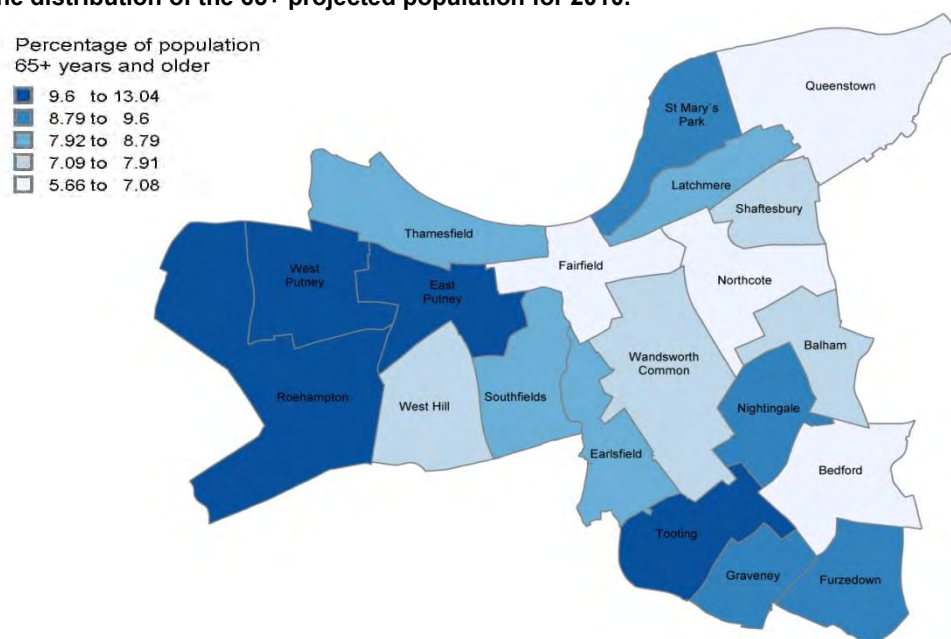 the distribution of the 65+ projected population for 2010.
Percentage of population
65+ years and older
9.6 to 13.04
8.79 to 9.6
7.92 to 8.79
7.09 to 7.91
5.66 to 7.08
Queenstown
St Mary`s
Park
Latchmere
Shaftesbury
Thamesfield
Fairfield
West
Putney
East
Putney
Northcote
Balham
Wandsworth
Common
Roehampton
West Hill
Southfields
Nightingale
Earlsfield
Bedford
Tooting
Graveney
Furzedown